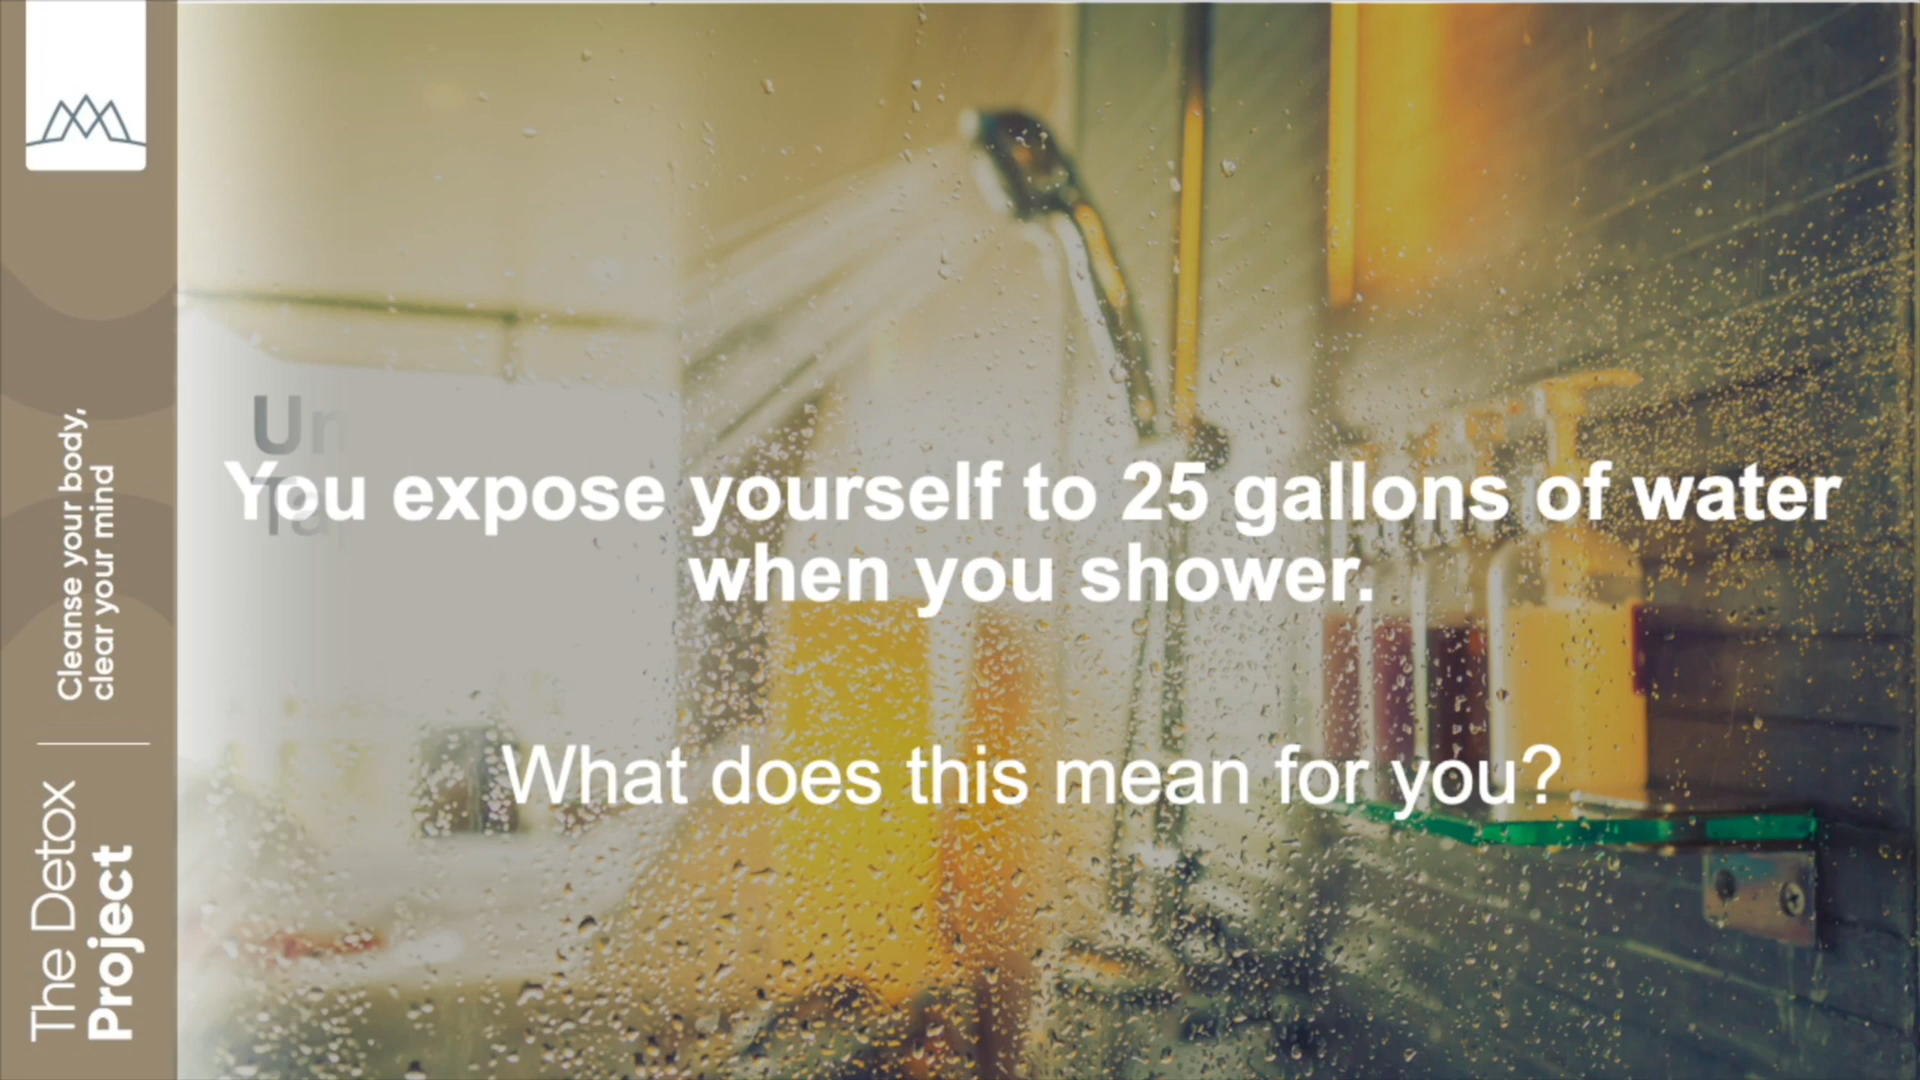 You expose yourself to 25 gallons of water
when you shower.
What does this mean for you?
Cleanse your body,
clear your mind
The Detox
Project